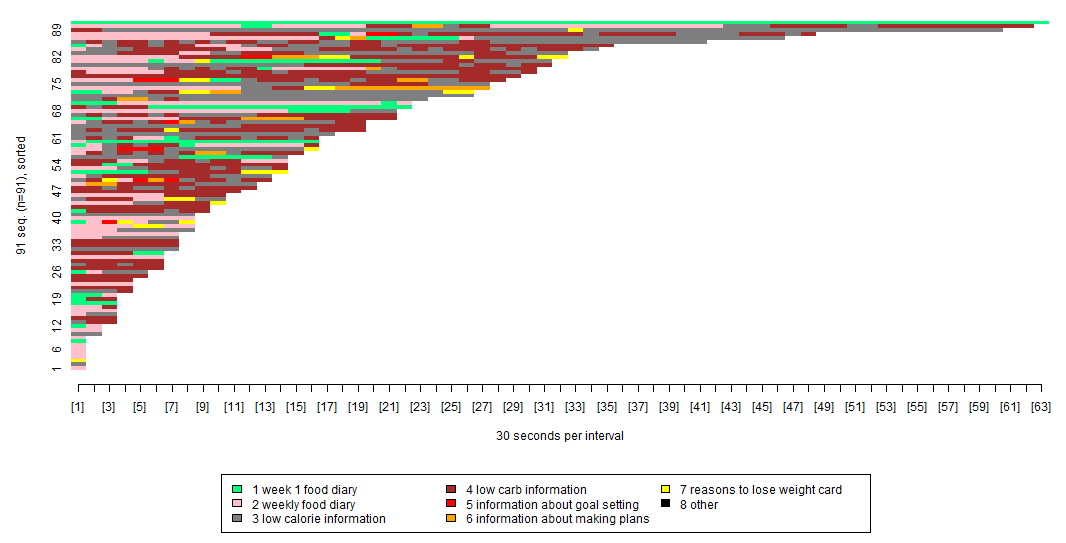 91 seq. (n=91), sorted
89
82
75
68
61
54
47
40
33
26
19
12
6
1
[1] [3] [5] [7] [9] [11] [13] [15] [17] [19] [21] [23] [25] [27] [29] [31] [33] [35] [37] [39] [41] [43] [45] [47] [49] [51] [53] [55] [57] [59] [61] [63]
30 seconds per interval
1 week 1 food diary
2 weekly food diary
3 low calorie information
4 low carb information
5 information about goal setting
6 information about making plans
7 reasons to lose weight card
8 other